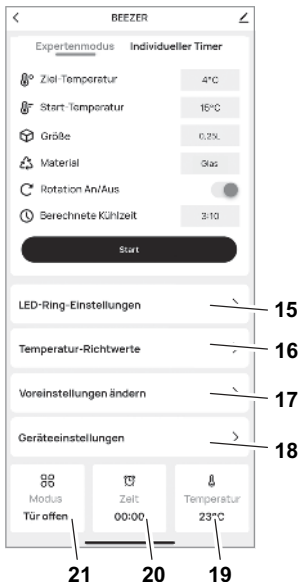 BEEZER
Expertenmodus Individueller Timer
Ziel-Temperatur 4°C
Start-Temperatur 15°C
Größe 0,25L
Material Glas
Rotation An/Aus
Berechnete Kühlzeit 3:10
Start
LED-Ring-Einstellungen 15
Temperatur-Richtwerte 16
Voreinstellungen ändern 17
Geräteeinstellungen 18
Modus Zeit Temperatur
Tür offen 00:00 23°C
21 20 19